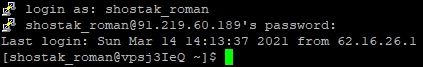 login as: shostak_roman
shostak_roman@91.219.60.189's password:
Last login: Sun Mar 14 14:13:37 2021 from 62.16.26.1
[shostak_roman@vpsj3IeQ ~]$